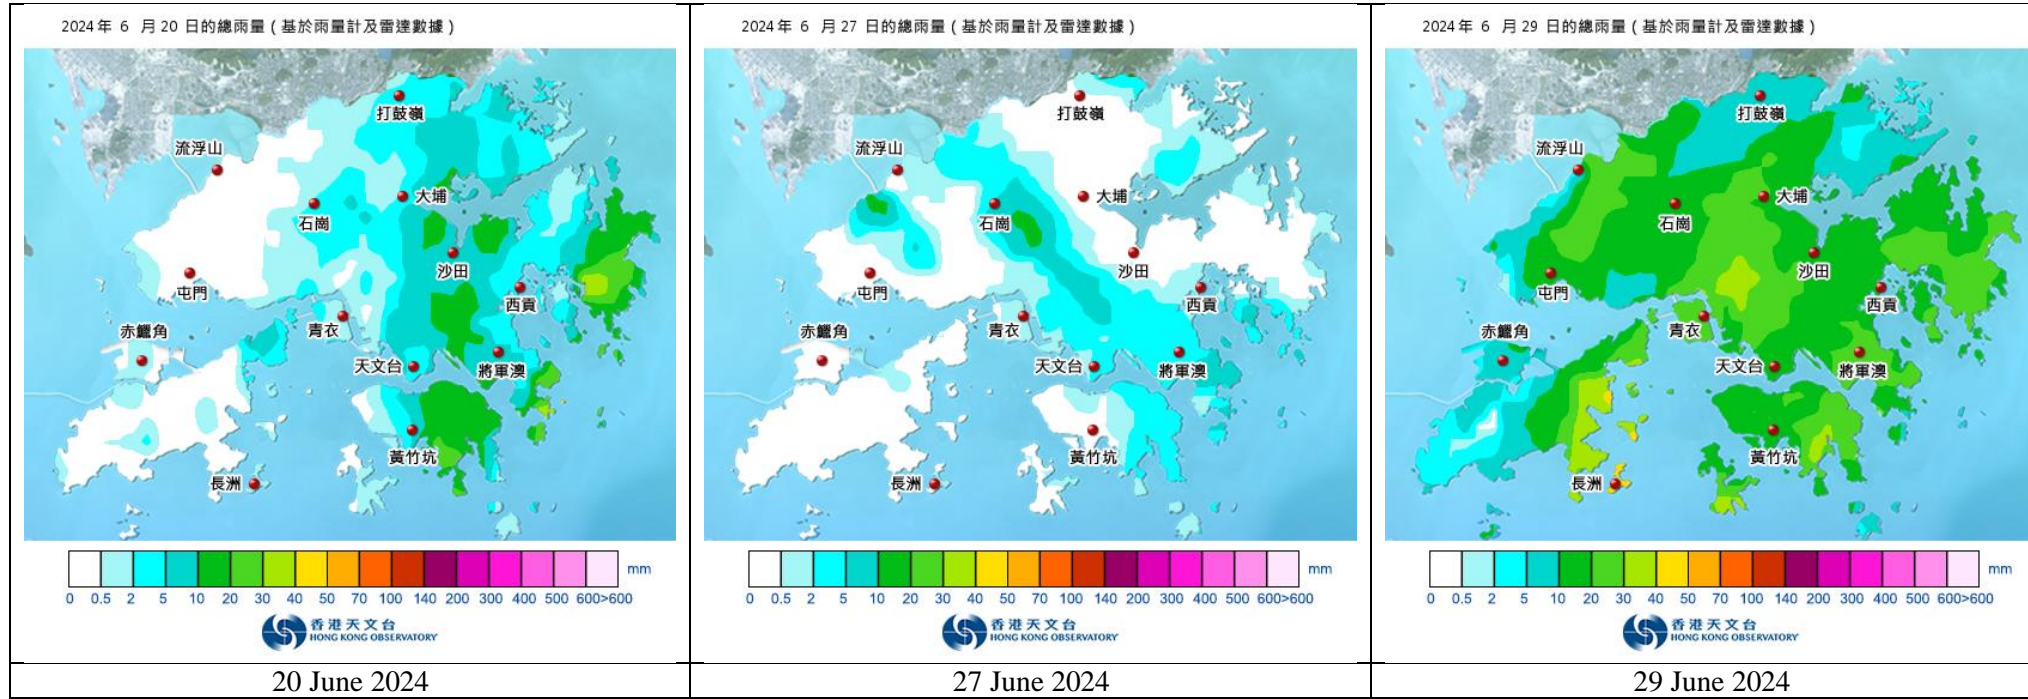 2024年 6 月 20 日的總雨量 ( 基於雨量計及雷達數據 )
打鼓嶺
流浮山
大埔
石崗
沙田
屯門
西貢
赤鱲角
青衣
天文台
將軍澳
黃竹坑
長洲
0 0.5 2 5 10 20 30 40 50 70 100 140 200 300 400 500 600>600 mm
香港天文台
HONG KONG OBSERVATORY
20 June 2024
2024年 6 月 27 日的總雨量 ( 基於雨量計及雷達數據 )
打鼓嶺
流浮山
大埔
石崗
沙田
屯門
西貢
赤鱲角
青衣
天文台
將軍澳
黃竹坑
長洲
0 0.5 2 5 10 20 30 40 50 70 100 140 200 300 400 500 600>600 mm
香港天文台
HONG KONG OBSERVATORY
27 June 2024
2024年 6 月 29 日的總雨量 ( 基於雨量計及雷達數據 )
打鼓嶺
流浮山
大埔
石崗
沙田
屯門
西貢
赤鱲角
青衣
天文台
將軍澳
黃竹坑
長洲
0 0.5 2 5 10 20 30 40 50 70 100 140 200 300 400 500 600>600 mm
香港天文台
HONG KONG OBSERVATORY
29 June 2024